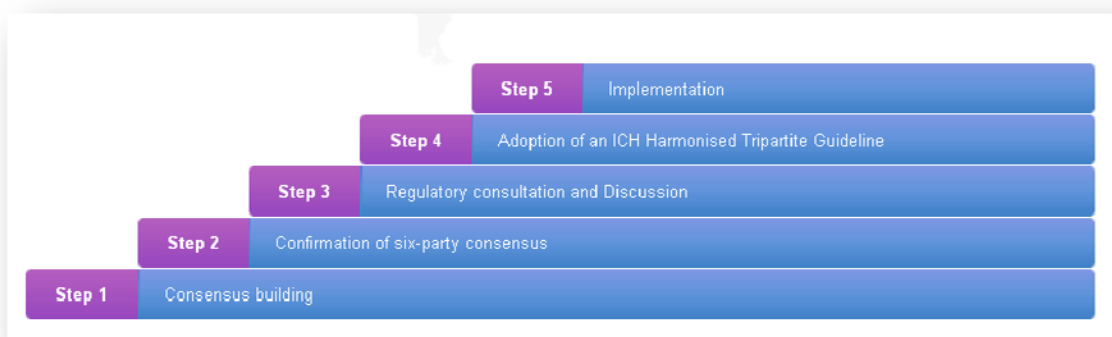 Step 5 Implementation
Step 4 Adoption of an ICH Harmonised Tripartite Guideline
Step 3 Regulatory consultation and Discussion
Step 2 Confirmation of six-party consensus
Step 1 Consensus building